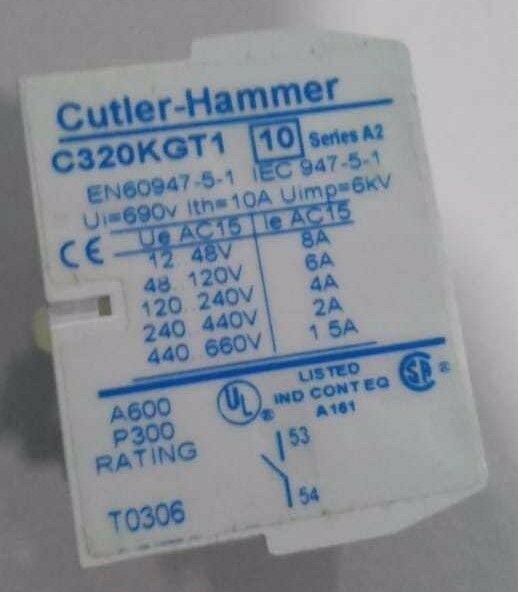 Cutler-Hammer
C320KGT1 10 Series A2
EN60947-5-1 IEC 947-5-1
Ui=690v Ith=10A Uimp=6kV
CE Ue AC15 Ie AC15
12 48V 8A
48 120V 6A
120 240V 4A
240 440V 2A
440 660V 1 5A
A600
P300
RATING
UL ®
LISTED
IND CONT EQ
A161
SA ®
53
54
T0306